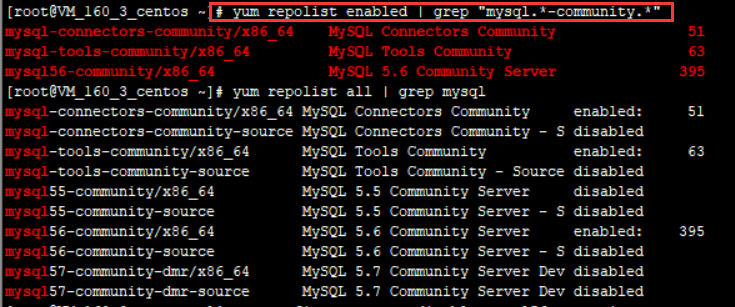 [root@VM_160_3_centos ~]# yum repolist enabled | grep "mysql.*-community.*"
mysql-connectors-community/x86_64 MySQL Connectors Community 51
mysql-tools-community/x86_64 MySQL Tools Community 63
mysql56-community/x86_64 MySQL 5.6 Community Server 395
[root@VM_160_3_centos ~]# yum repolist all | grep mysql
mysql-connectors-community/x86_64 MySQL Connectors Community enabled: 51
mysql-connectors-community-source MySQL Connectors Community - S disabled
mysql-tools-community/x86_64 MySQL Tools Community enabled: 63
mysql-tools-community-source MySQL Tools Community - Source disabled
mysql55-community/x86_64 MySQL 5.5 Community Server disabled
mysql55-community-source MySQL 5.5 Community Server - S disabled
mysql56-community/x86_64 MySQL 5.6 Community Server enabled: 395
mysql56-community-source MySQL 5.6 Community Server - S disabled
mysql57-community-dmr/x86_64 MySQL 5.7 Community Server Dev disabled
mysql57-community-dmr-source MySQL 5.7 Community Server Dev disabled